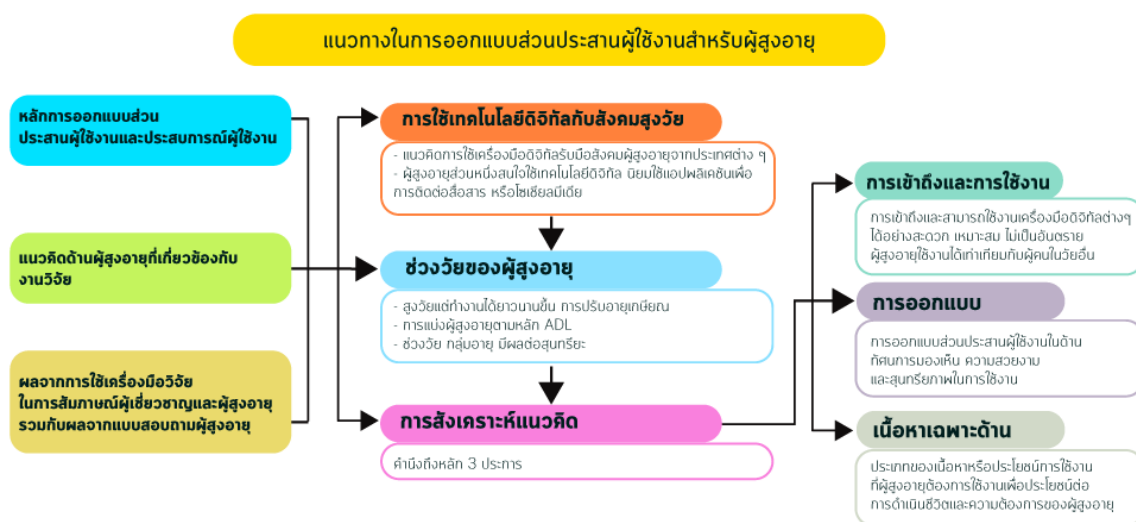 แนวทางในการออกแบบส่วนประสานผู้ใช้งานสำหรับผู้สูงอายุ
หลักการออกแบบส่วน
ประสานผู้ใช้งานและประสบการณ์ผู้ใช้งาน
แนวคิดด้านผู้สูงอายุที่เกี่ยวข้องกับ
งานวิจัย
ผลจากการใช้เครื่องมือวิจัย
ในการสัมภาษณ์ผู้เชี่ยวชาญและผู้สูงอายุ
รวมกับผลจากแบบสอบถามผู้สูงอายุ
การใช้เทคโนโลยีดิจิทัลกับสังคมสูงวัย
- แนวคิดการใช้เครื่องมือดิจิทัลรับมือสังคมผู้สูงอายุจากประเทศต่าง ๆ
- ผู้สูงอายุส่วนหนึ่งสนใจใช้เทคโนโลยีดิจิทัล นิยมใช้แอปพลิเคชันเพื่อ
การติดต่อสื่อสาร หรือโซเชียลมีเดีย
ช่วงวัยของผู้สูงอายุ
- สูงวัยแต่ทำงานได้ยาวนานขึ้น การปรับอายุเกษียณ
- การแบ่งผู้สูงอายุตามหลัก ADL
- ช่วงวัย กลุ่มอายุ มีผลต่อสุนทรียะ
การสังเคราะห์แนวคิด
คำนึงถึงหลัก 3 ประการ
การเข้าถึงและการใช้งาน
การเข้าถึงและสามารถใช้งานเครื่องมือดิจิทัลต่างๆ
ได้อย่างสะดวก เหมาะสม ไม่เป็นอันตราย
ผู้สูงอายุใช้งานได้เท่าเทียมกับผู้คนในวัยอื่น
การออกแบบ
การออกแบบส่วนประสานผู้ใช้งานในด้าน
ทัศนการมองเห็น ความสวยงาม
และสุนทรียภาพในการใช้งาน
เนื้อหาเฉพาะด้าน
ประเภทของเนื้อหาหรือประโยชน์การใช้งาน
ที่ผู้สูงอายุต้องการใช้งานเพื่อประโยชน์ต่อ
การดำเนินชีวิตและความต้องการของผู้สูงอายุ